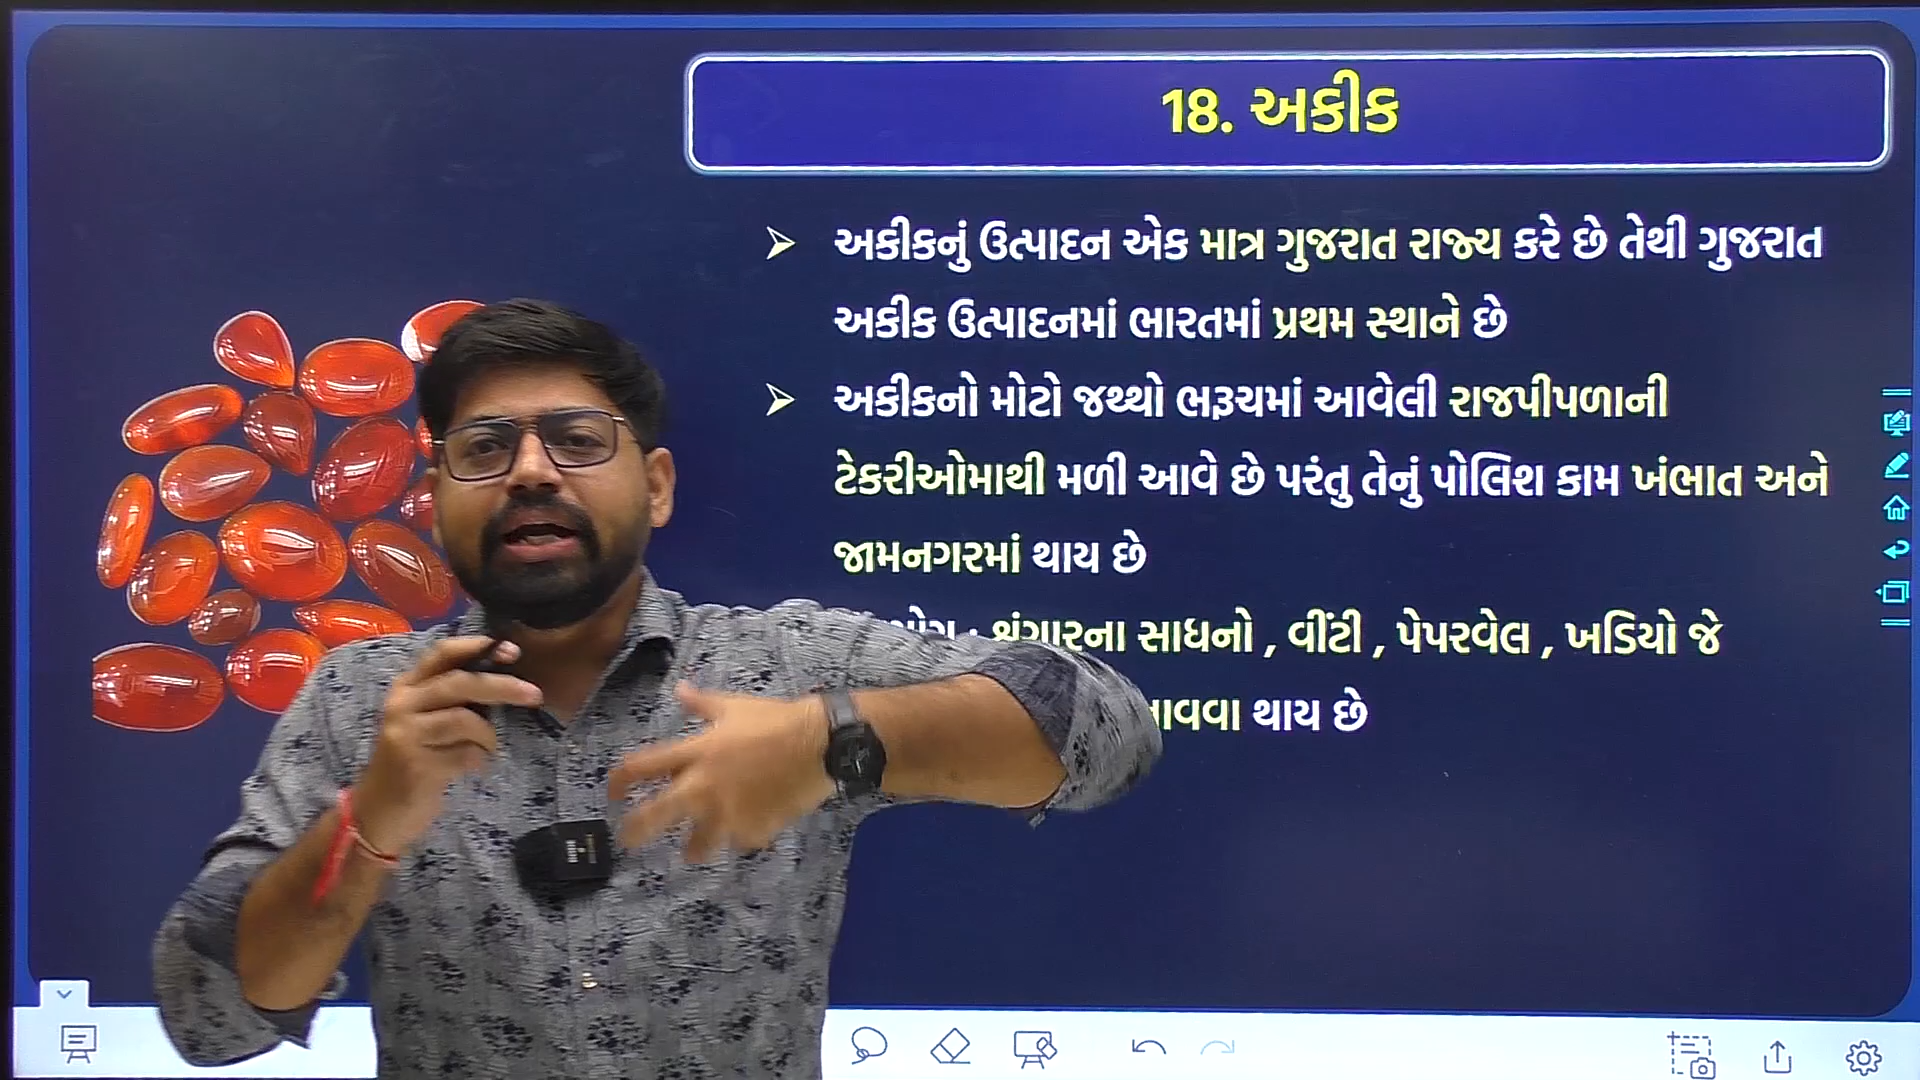 18. અકીક
➢ અકીકનું ઉત્પાદન એક માત્ર ગુજરાત રાજ્ય કરે છે તેથી ગુજરાત
અકીક ઉત્પાદનમાં ભારતમાં પ્રથમ સ્થાને છે
➢ અકીકનો મોટો જથ્થો ભરૂચમાં આવેલી રાજપીપળાની
ટેકરીઓમાથી મળી આવે છે પરંતુ તેનું પોલિશ કામ ખંભાત અને
જામનગરમાં થાય છે
: શૃંગારના સાધનો , વીંટી , પેપરવેલ , ખડિયો જે
થાય છે